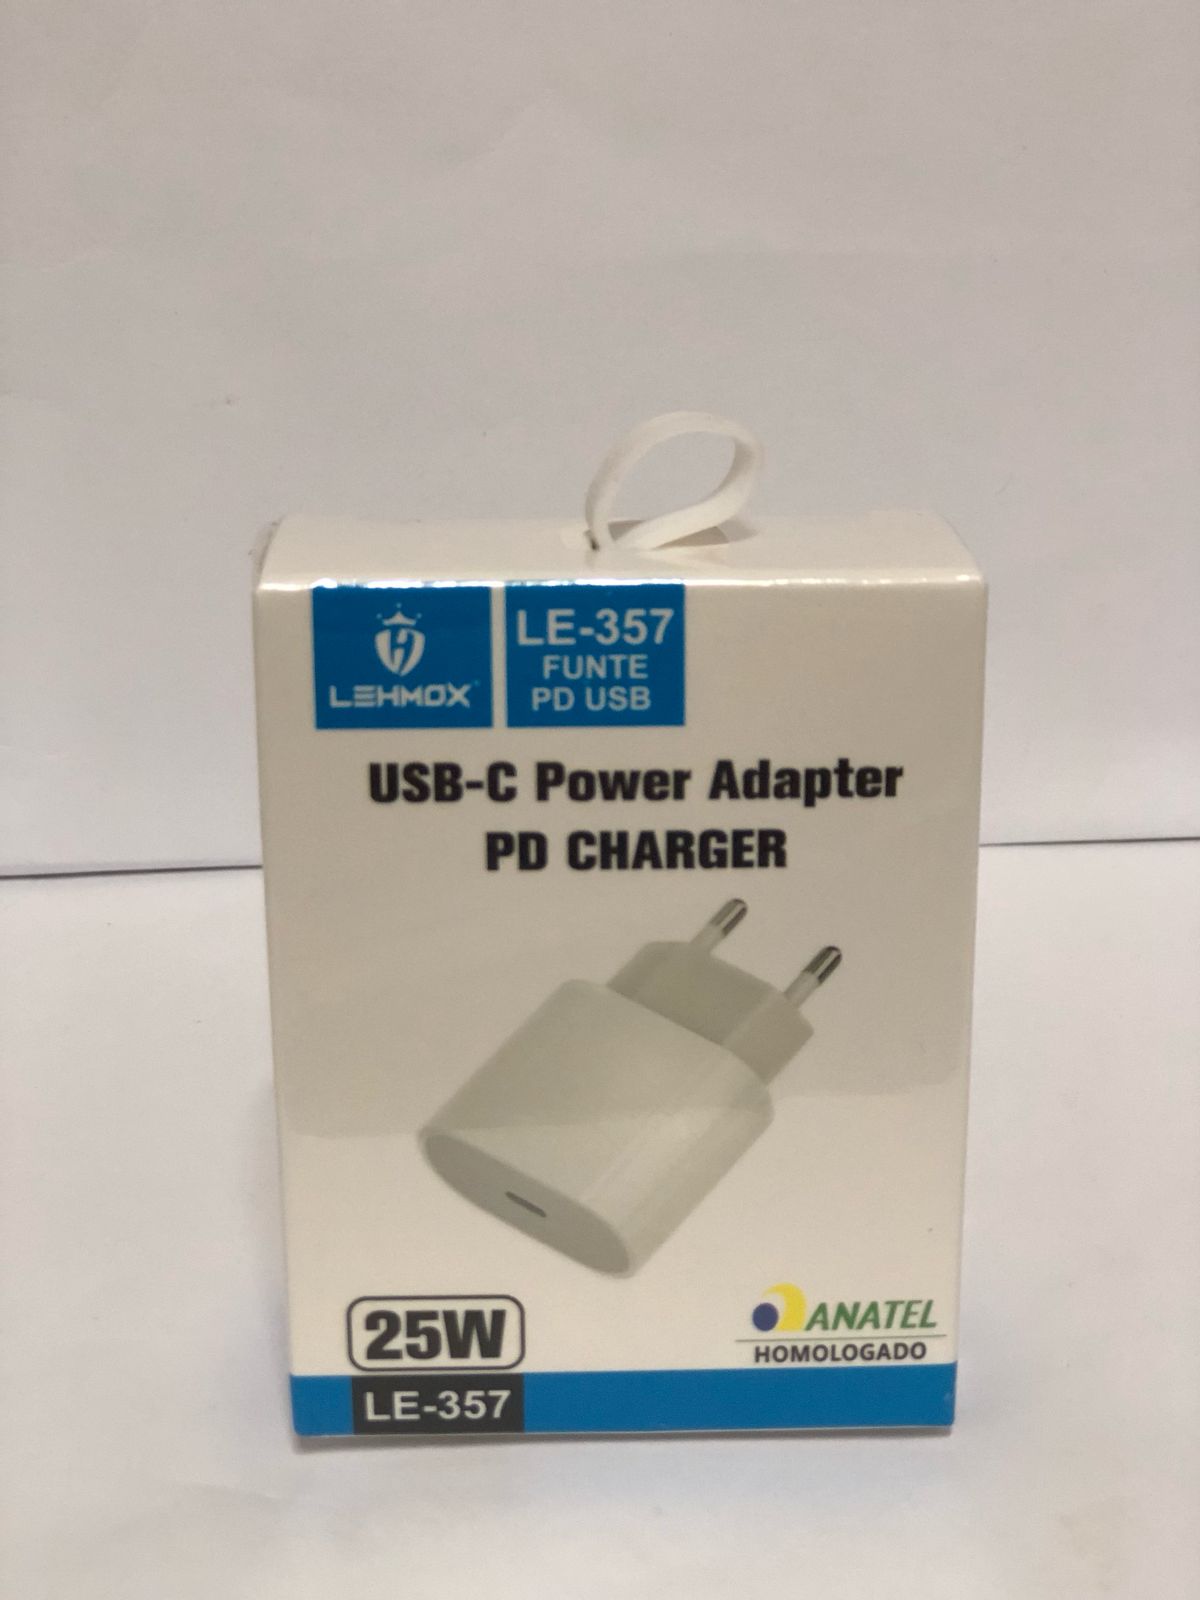 LEHMOX
LE-357
FUNTE
PD USB
USB-C Power Adapter
PD CHARGER
25W
LE-357
ANATEL
HOMOLOGADO